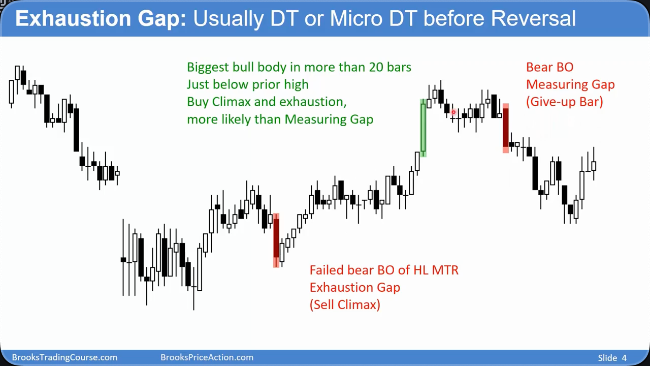 Exhaustion Gap: Usually DT or Micro DT before Reversal
Biggest bull body in more than 20 bars
Just below prior high
Buy Climax and exhaustion,
more likely than Measuring Gap
Bear BO
Measuring Gap
(Give-up Bar)
Failed bear BO of HL MTR
Exhaustion Gap
(Sell Climax)
BrooksTradingCourse.com
BrooksPriceAction.com
Slide 4